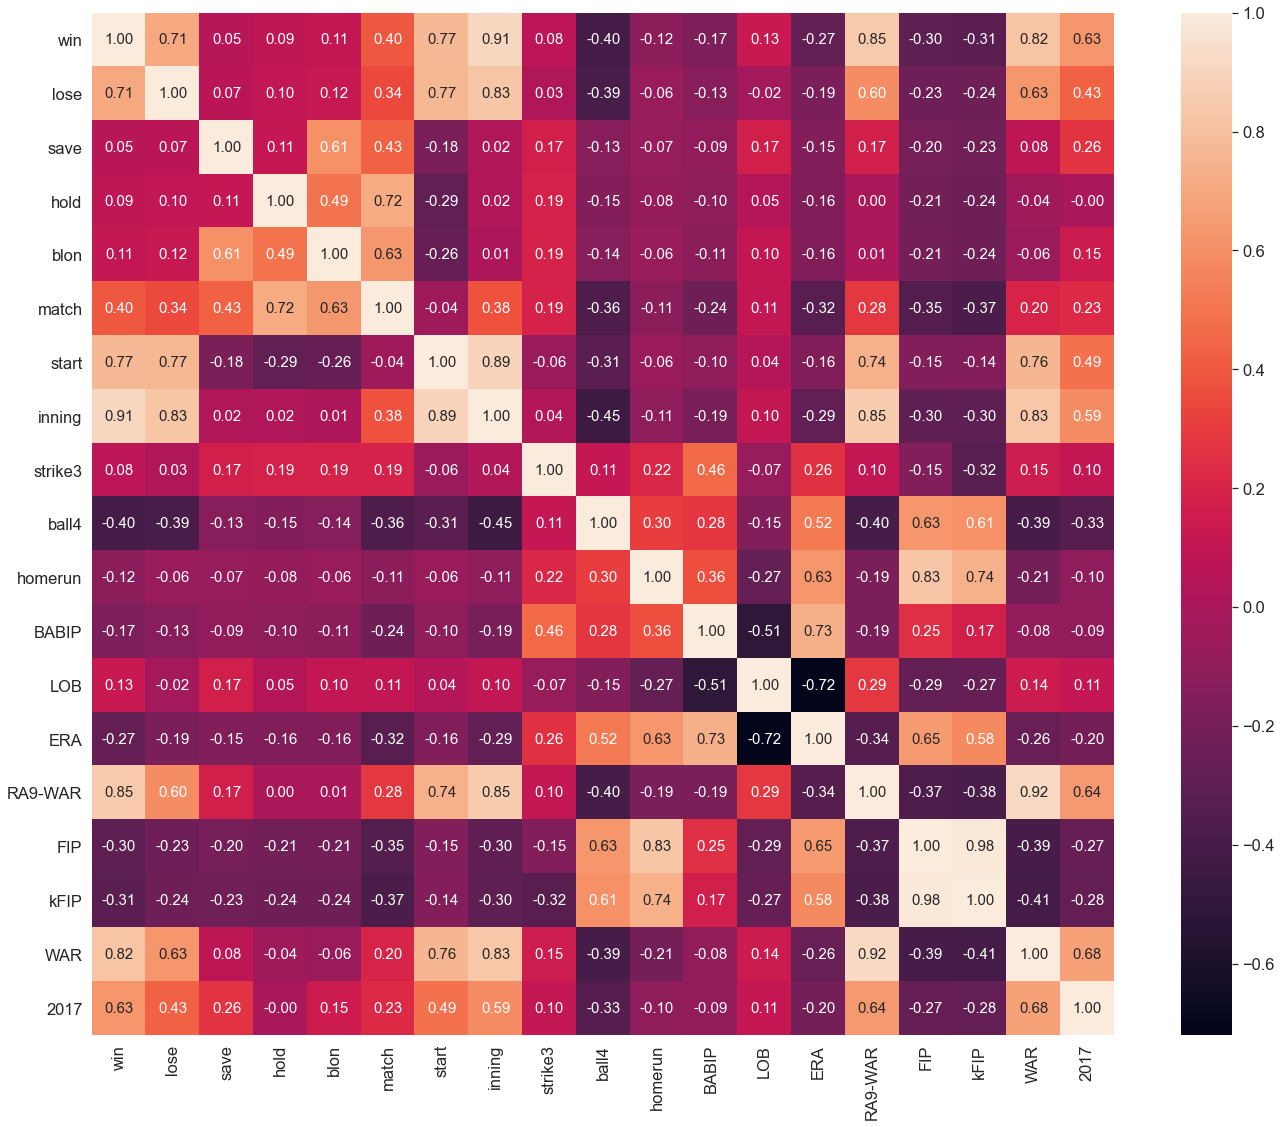 win 1.00 0.71 0.05 0.09 0.11 0.40 0.77 0.91 0.08 -0.40 -0.12 -0.17 0.13 -0.27 0.85 -0.30 -0.31 0.82 0.63
lose 0.71 1.00 0.07 0.10 0.12 0.34 0.77 0.83 0.03 -0.39 -0.06 -0.13 -0.02 -0.19 0.60 -0.23 -0.24 0.63 0.43
save 0.05 0.07 1.00 0.11 0.61 0.43 -0.18 0.02 0.17 -0.13 -0.07 -0.09 0.17 -0.15 0.17 -0.20 -0.23 0.08 0.26
hold 0.09 0.10 0.11 1.00 0.49 0.72 -0.29 0.02 0.19 -0.15 -0.08 -0.10 0.05 -0.16 0.00 -0.21 -0.24 -0.04 -0.00
blon 0.11 0.12 0.61 0.49 1.00 0.63 -0.26 0.01 0.19 -0.14 -0.06 -0.11 0.10 -0.16 0.01 -0.21 -0.24 -0.06 0.15
match 0.40 0.34 0.43 0.72 0.63 1.00 -0.04 0.38 0.19 -0.36 -0.11 -0.24 0.11 -0.32 0.28 -0.35 -0.37 0.20 0.23
start 0.77 0.77 -0.18 -0.29 -0.26 -0.04 1.00 0.89 -0.06 -0.31 -0.06 -0.10 0.04 -0.16 0.74 -0.15 -0.14 0.76 0.49
inning 0.91 0.83 0.02 0.02 0.01 0.38 0.89 1.00 0.04 -0.45 -0.11 -0.19 0.10 -0.29 0.85 -0.30 -0.30 0.83 0.59
strike3 0.08 0.03 0.17 0.19 0.19 0.19 -0.06 0.04 1.00 0.11 0.22 0.46 -0.07 0.26 0.10 -0.15 -0.32 0.15 0.10
ball4 -0.40 -0.39 -0.13 -0.15 -0.14 -0.36 -0.31 -0.45 0.11 1.00 0.30 0.28 -0.15 0.52 -0.40 0.63 0.61 -0.39 -0.33
homerun -0.12 -0.06 -0.07 -0.08 -0.06 -0.11 -0.06 -0.11 0.22 0.30 1.00 0.36 -0.27 0.63 -0.19 0.83 0.74 -0.21 -0.10
BABIP -0.17 -0.13 -0.09 -0.10 -0.11 -0.24 -0.10 -0.19 0.46 0.28 0.36 1.00 -0.51 0.73 -0.19 0.25 0.17 -0.08 -0.09
LOB 0.13 -0.02 0.17 0.05 0.10 0.11 0.04 0.10 -0.07 -0.15 -0.27 -0.51 1.00 -0.72 0.29 -0.29 -0.27 0.14 0.11
ERA -0.27 -0.19 -0.15 -0.16 -0.16 -0.32 -0.16 -0.29 0.26 0.52 0.63 0.73 -0.72 1.00 -0.34 0.65 0.58 -0.26 -0.20
RA9-WAR 0.85 0.60 0.17 0.00 0.01 0.28 0.74 0.85 0.10 -0.40 -0.19 -0.19 0.29 -0.34 1.00 -0.37 -0.38 0.92 0.64
FIP -0.30 -0.23 -0.20 -0.21 -0.21 -0.35 -0.15 -0.30 -0.15 0.63 0.83 0.25 -0.29 0.65 -0.37 1.00 0.98 -0.39 -0.27
kFIP -0.31 -0.24 -0.23 -0.24 -0.24 -0.37 -0.14 -0.30 -0.32 0.61 0.74 0.17 -0.27 0.58 -0.38 0.98 1.00 -0.41 -0.28
WAR 0.82 0.63 0.08 -0.04 -0.06 0.20 0.76 0.83 0.15 -0.39 -0.21 -0.08 0.14 -0.26 0.92 -0.39 -0.41 1.00 0.68
2017 0.63 0.43 0.26 -0.00 0.15 0.23 0.49 0.59 0.10 -0.33 -0.10 -0.09 0.11 -0.20 0.64 -0.27 -0.28 0.68 1.00
win lose save hold blon match start inning strike3 ball4 homerun BABIP LOB ERA RA9-WAR FIP kFIP WAR 2017
1.0
0.8
0.6
0.4
0.2
0.0
−0.2
−0.4
−0.6